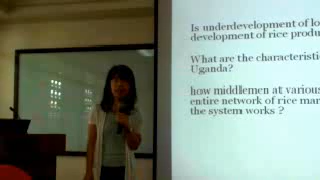 Is underdevelopment of lo
development of rice produ
What are the characteristi
Uganda?
how middlemen at various
entire network of rice mar
the system works ?